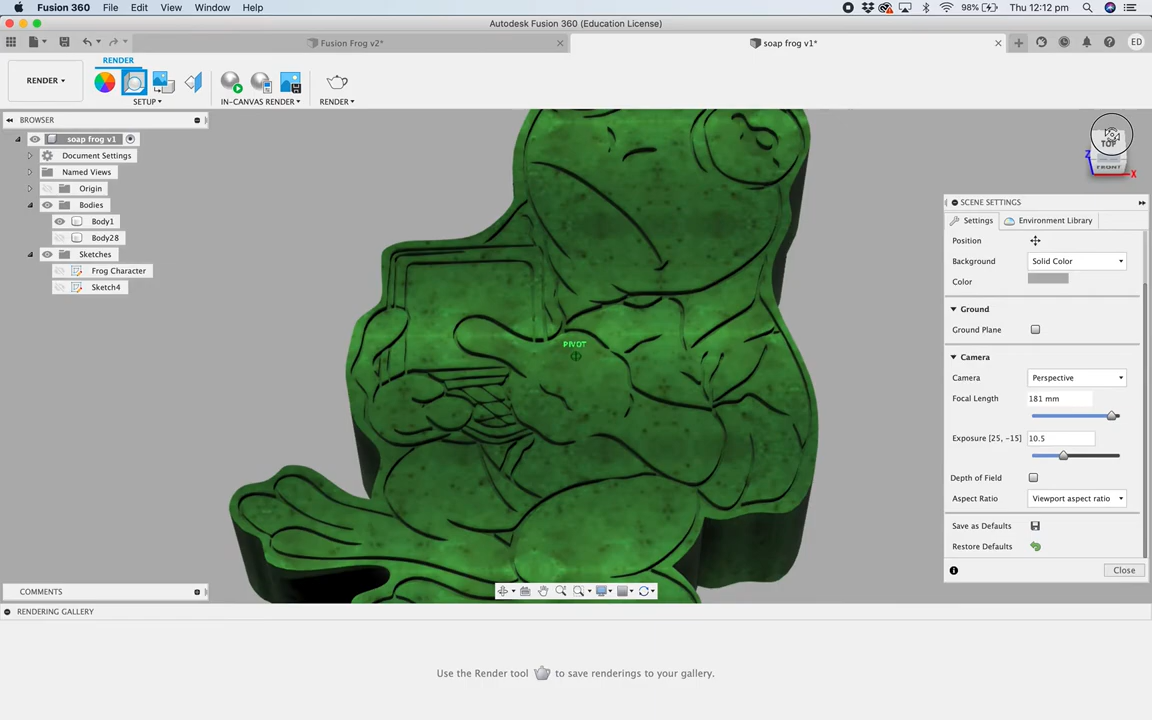 Fusion 360 File Edit View Window Help
98% Thu 12:12 pm
Autodesk Fusion 360 (Education License)
Fusion Frog v2*
soap frog v1*
ED
RENDER
RENDER
SETUP
IN-CANVAS RENDER
RENDER
BROWSER
soap frog v1
Document Settings
Named Views
Origin
Bodies
Body1
Body28
Sketches
Frog Character
Sketch4
PIVOT
TOP
FRONT
Z
X
SCENE SETTINGS
Settings Environment Library
Position
Background Solid Color
Color
Ground
Ground Plane
Camera
Camera Perspective
Focal Length 181 mm
Exposure [25, -15] 10.5
Depth of Field
Aspect Ratio Viewport aspect ratio
Save as Defaults
Restore Defaults
Close
COMMENTS
RENDERING GALLERY
Use the Render tool to save renderings to your gallery.